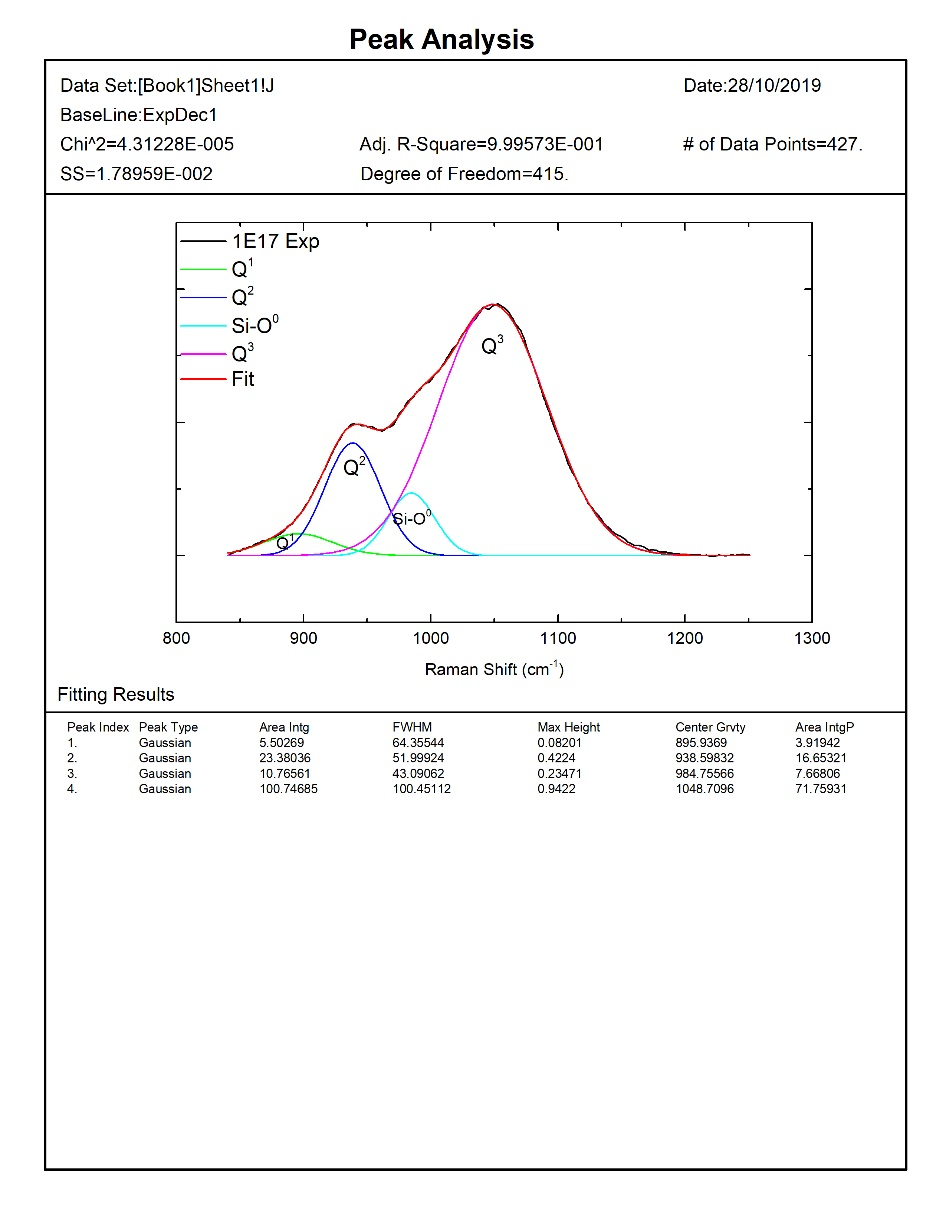 Peak Analysis
Data Set:[Book1]Sheet1!J Date:28/10/2019
BaseLine:ExpDec1
Chi^2=4.31228E-005 Adj. R-Square=9.99573E-001 # of Data Points=427.
SS=1.78959E-002 Degree of Freedom=415.
1E17 Exp
Q¹
Q²
Si-O⁰
Q³
Fit
Q³
Q²
Si-O⁰
Q¹
800 900 1000 1100 1200 1300
Raman Shift (cm⁻¹)
Fitting Results
Peak Index Peak Type Area Intg FWHM Max Height Center Grvty Area IntgP
1. Gaussian 5.50269 64.35544 0.08201 895.9369 3.91942
2. Gaussian 23.38036 51.99924 0.4224 938.59832 16.65321
3. Gaussian 10.76561 43.09062 0.23471 984.75566 7.66806
4. Gaussian 100.74685 100.45112 0.9422 1048.7096 71.75931